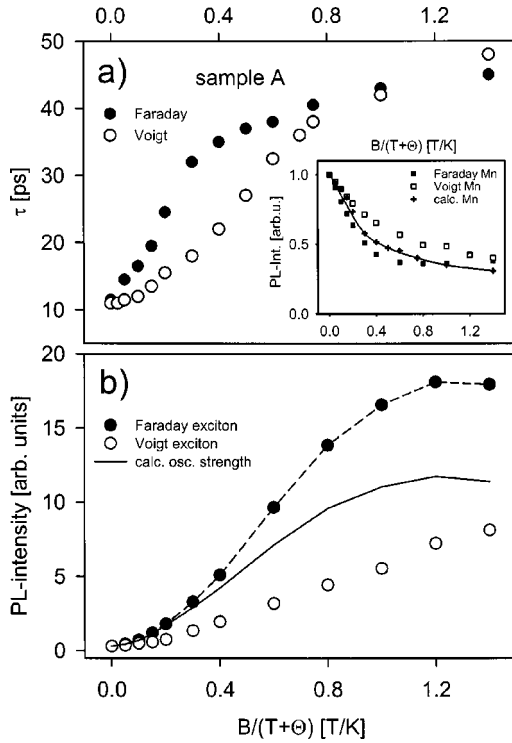 0.0 0.4 0.8 1.2
50
a)
sample A
Faraday
Voigt
40
30
20
10
0
τ [ps]
B/(T+Θ) [T/K]
Faraday Mn
Voigt Mn
calc. Mn
PL-Int. [arb.u.]
1.0
0.5
0.0
0.0 0.4 0.8 1.2
20
b)
Faraday exciton
Voigt exciton
calc. osc. strength
15
10
5
0
PL-intensity [arb. units]
0.0 0.4 0.8 1.2
B/(T+Θ) [T/K]